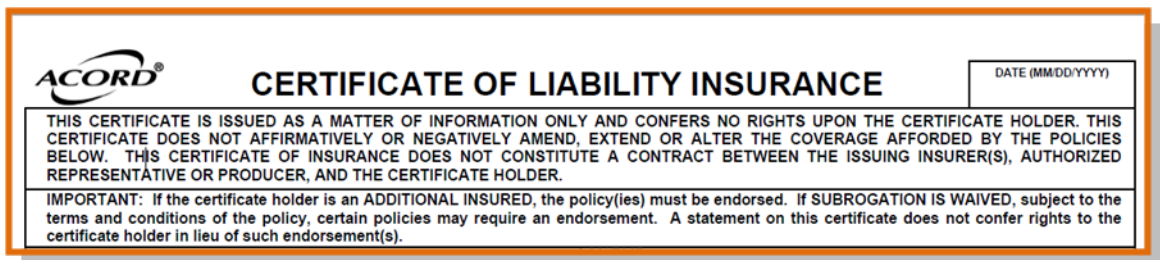 ACORD®
CERTIFICATE OF LIABILITY INSURANCE
DATE (MM/DD/YYYY)
THIS CERTIFICATE IS ISSUED AS A MATTER OF INFORMATION ONLY AND CONFERS NO RIGHTS UPON THE CERTIFICATE HOLDER. THIS
CERTIFICATE DOES NOT AFFIRMATIVELY OR NEGATIVELY AMEND, EXTEND OR ALTER THE COVERAGE AFFORDED BY THE POLICIES
BELOW. THIS CERTIFICATE OF INSURANCE DOES NOT CONSTITUTE A CONTRACT BETWEEN THE ISSUING INSURER(S), AUTHORIZED
REPRESENTATIVE OR PRODUCER, AND THE CERTIFICATE HOLDER.
IMPORTANT: If the certificate holder is an ADDITIONAL INSURED, the policy(ies) must be endorsed. If SUBROGATION IS WAIVED, subject to the
terms and conditions of the policy, certain policies may require an endorsement. A statement on this certificate does not confer rights to the
certificate holder in lieu of such endorsement(s).